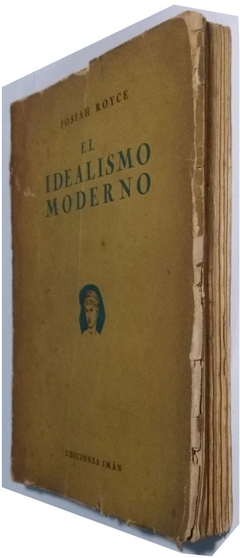 JOSIAH ROYCE
EL
IDEALISMO
MODERNO
EDICIONES IMÁN